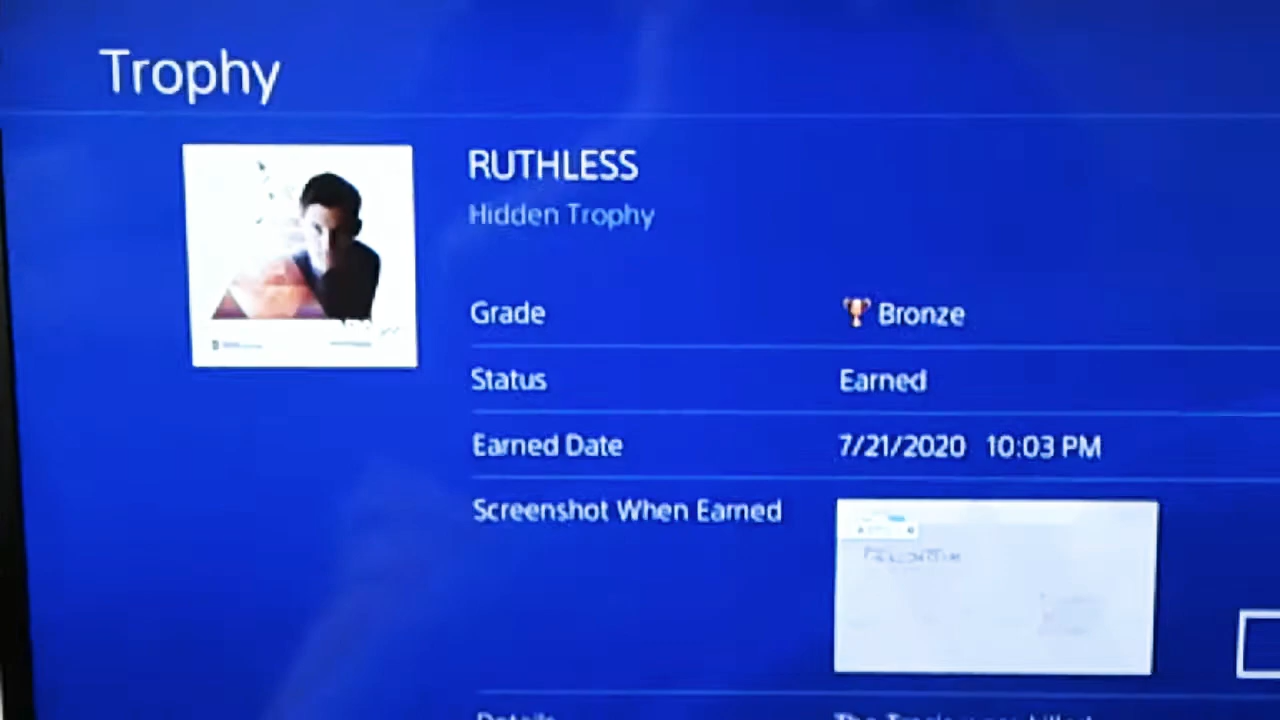 Trophy
RUTHLESS
Hidden Trophy
Grade
Bronze
Status
Earned
Earned Date
7/21/2020 10:03 PM
Screenshot When Earned
Details